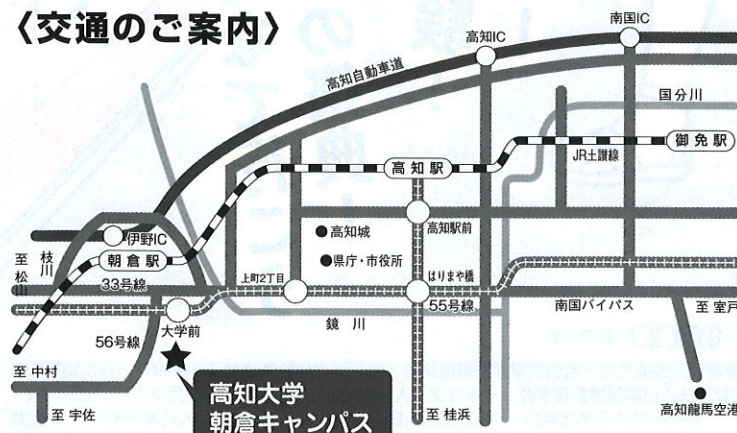 〈交通のご案内〉
南国IC
高知IC
高知自動車道
国分川
高知駅
JR土讃線
御免駅
伊野IC
高知城
高知駅前
至松山
枝川
朝倉駅
県庁・市役所
上町2丁目
はりまや橋
33号線
55号線
南国バイパス
至 室戸
大学前
鏡川
56号線
至 中村
高知大学
朝倉キャンパス
高知龍馬空港
至 宇佐
至 桂浜